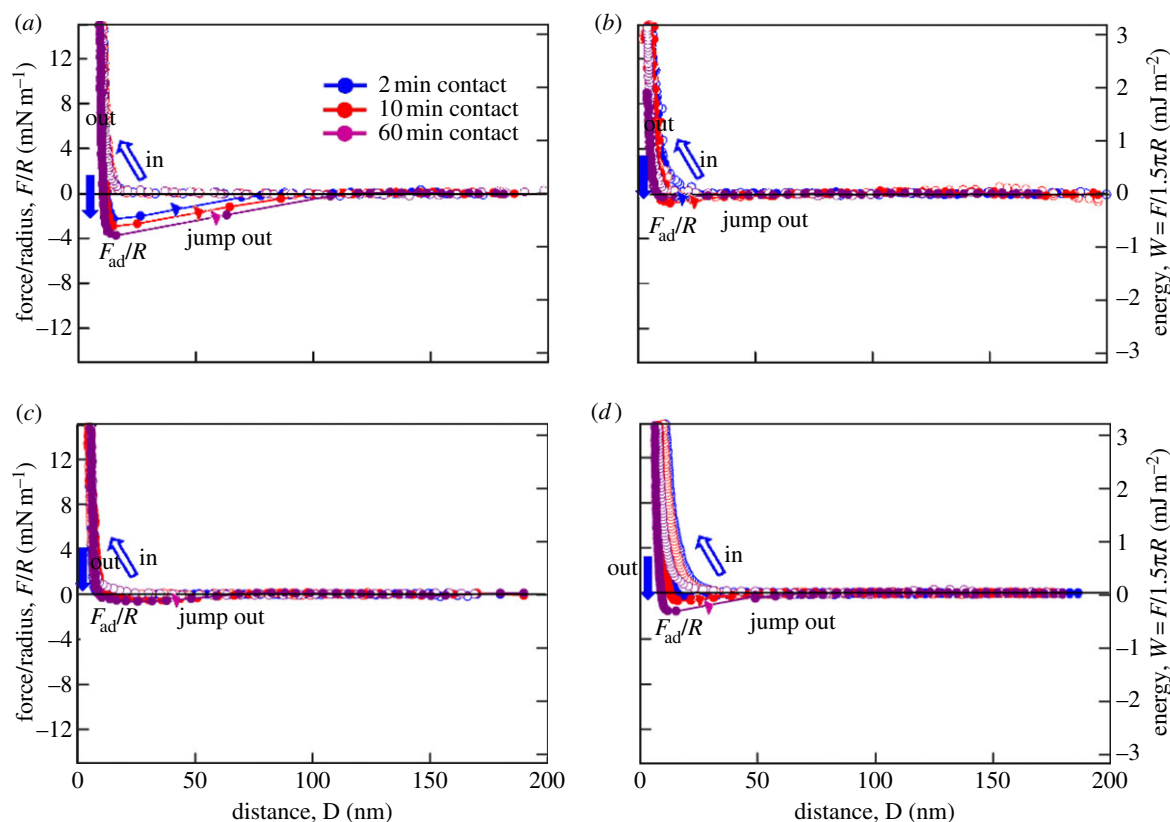 (a)
force/radius, F/R (mN m−1)
12
8
4
0
−4
−8
−12
out
in
2 min contact
10 min contact
60 min contact
Fad/R
jump out
(b)
out
in
Fad/R
jump out
3
2
1
0
−1
−2
−3
energy, W = F/1.5πR (mJ m−2)
(c)
force/radius, F/R (mN m−1)
12
8
4
0
−4
−8
−12
out
in
Fad/R
jump out
0
50
100
150
200
distance, D (nm)
(d)
out
in
Fad/R
jump out
3
2
1
0
−1
−2
−3
energy, W = F/1.5πR (mJ m−2)
0
50
100
150
200
distance, D (nm)